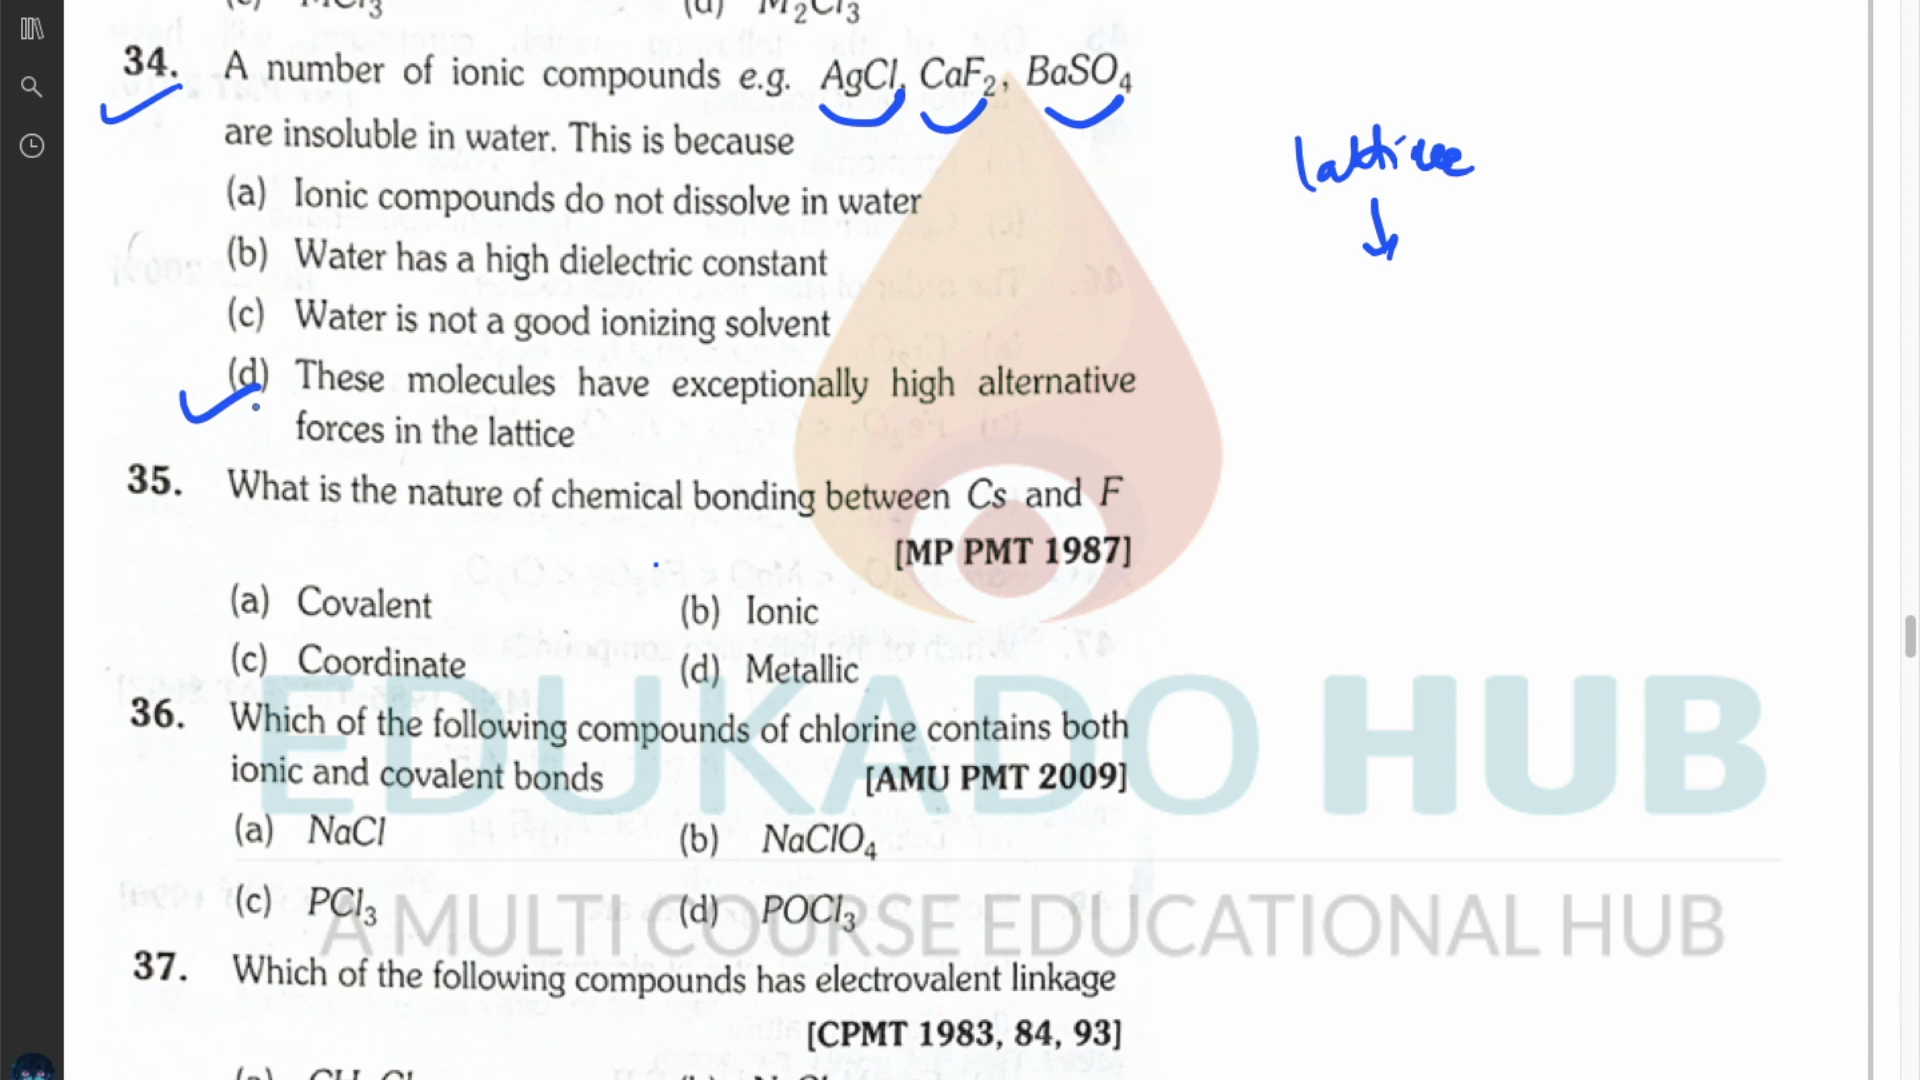 34. A number of ionic compounds e.g. AgCl, CaF₂, BaSO₄
are insoluble in water. This is because
(a) Ionic compounds do not dissolve in water
(b) Water has a high dielectric constant
(c) Water is not a good ionizing solvent
(d) These molecules have exceptionally high alternative
forces in the lattice
35. What is the nature of chemical bonding between Cs and F
[MP PMT 1987]
(a) Covalent (b) Ionic
(c) Coordinate (d) Metallic
36. Which of the following compounds of chlorine contains both
ionic and covalent bonds [AMU PMT 2009]
(a) NaCl (b) NaClO₄
(c) PCl₃ (d) POCl₃
37. Which of the following compounds has electrovalent linkage
[CPMT 1983, 84, 93]
EDUKADO HUB
A MULTI COURSE EDUCATIONAL HUB